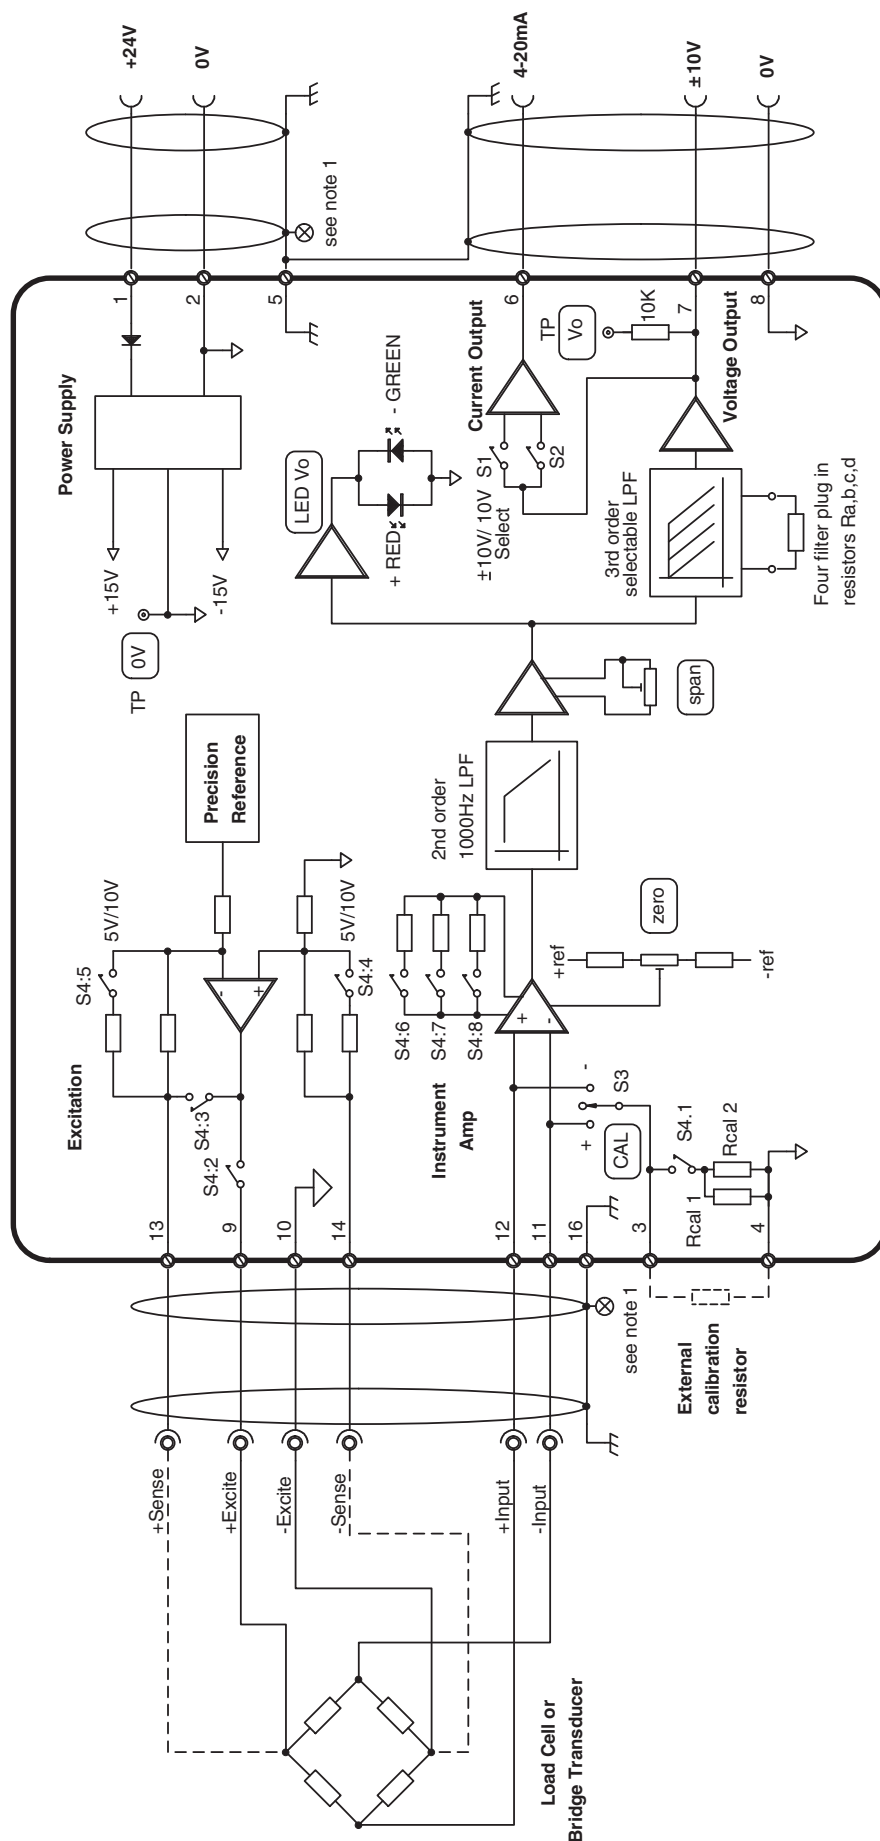 +24V
0V
4-20mA
±10V
0V
see note 1
1
2
5
6
7
8
Power Supply
+15V
-15V
TP
0V
LED Vo
- GREEN
+ RED
Current Output
±10V/ 10V
Select
S1
S2
TP
Vo
10K
Voltage Output
3rd order
selectable LPF
Four filter plug in
resistors Ra,b,c,d
Precision
Reference
2nd order
1000Hz LPF
span
Excitation
S4:5
5V/10V
-
+
S4:3
S4:2
5V/10V
S4:4
Instrument
Amp
S4:6
S4:7
S4:8
+
-
+ref
-ref
zero
-
+
S3
CAL
S4.1
Rcal 1
Rcal 2
13
9
10
14
12
11
16
3
4
see note 1
External
calibration
resistor
+Sense
+Excite
-Excite
-Sense
+Input
-Input
Load Cell or
Bridge Transducer